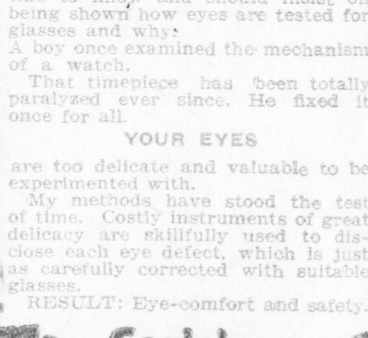 being shown how eyes are tested for
glasses and why:
A boy once examined the mechanism
of a watch.
That timepiece has been totally
paralyzed ever since. He fixed it
once for all.
YOUR EYES
are too delicate and valuable to be
experimented with.
My methods have stood the test
of time. Costly instruments of great
delicacy are skillfully used to dis-
close each eye defect, which is just
as carefully corrected with suitable
glasses.
RESULT: Eye-comfort and safety.